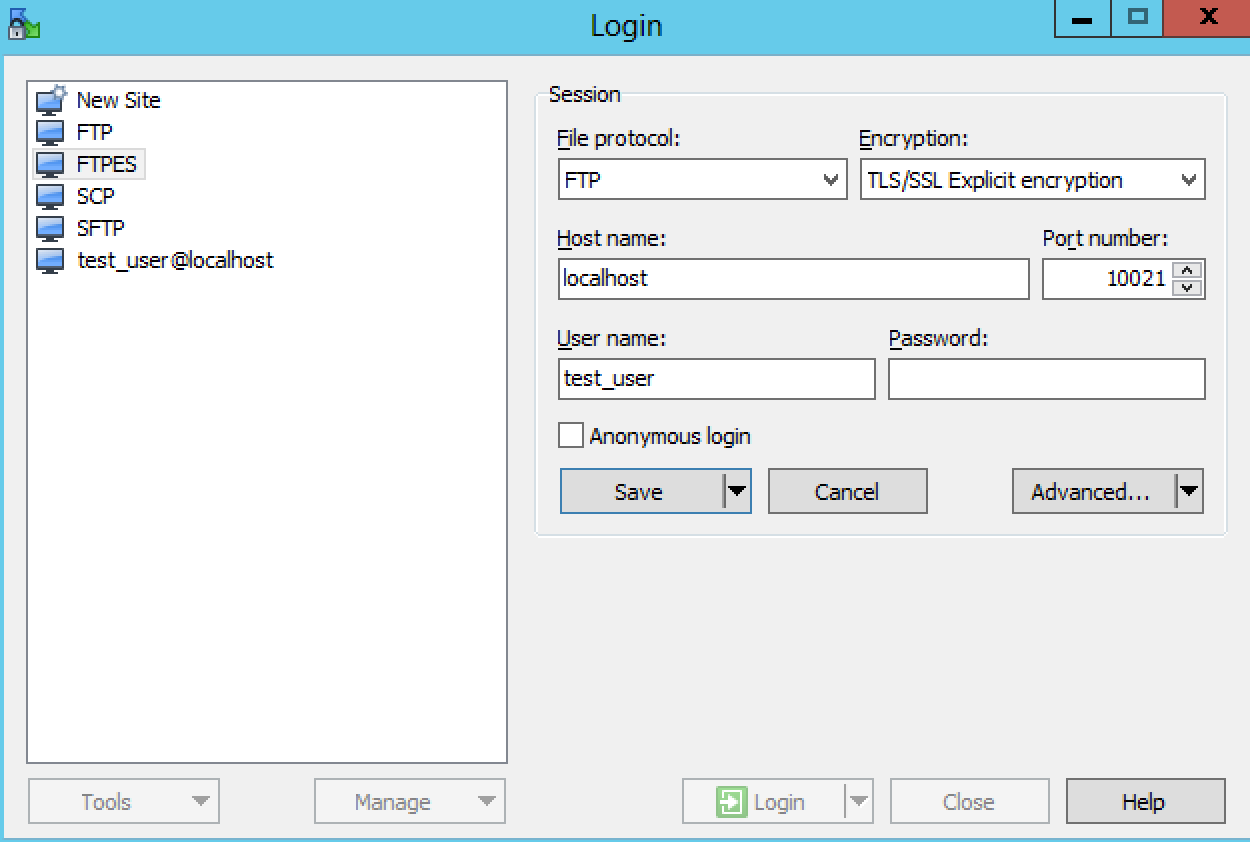 Login
New Site
FTP
FTPES
SCP
SFTP
test_user@localhost
Session
File protocol:
Encryption:
FTP
TLS/SSL Explicit encryption
Host name:
Port number:
localhost
10021
User name:
Password:
test_user
Anonymous login
Save
Cancel
Advanced...
Tools
Manage
Login
Close
Help